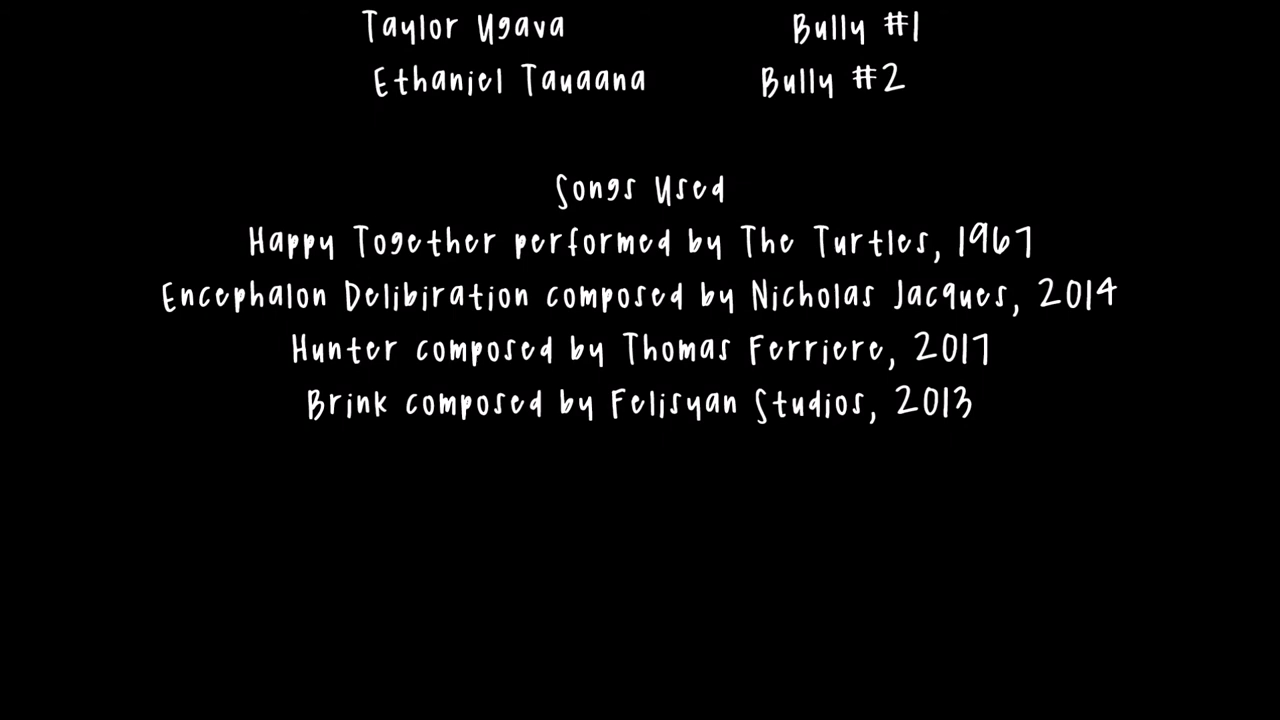 Taylor Ugava Bully #1
Ethaniel Tauaana Bully #2
Songs Used
Happy Together performed by The Turtles, 1967
Encephalon Delibiration composed by Nicholas Jacques, 2014
Hunter composed by Thomas Ferriere, 2017
Brink composed by Felisyan Studios, 2013